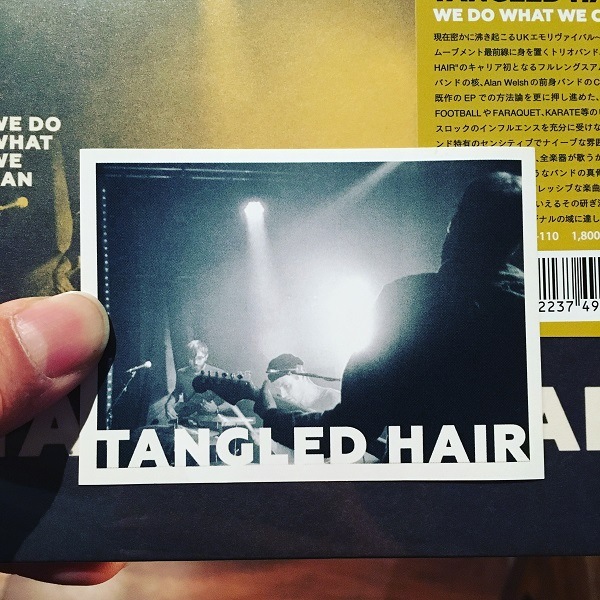 WE DO WHAT WE C
現在密かに沸き起こるUKエモリヴァイバル
ムーブメント最前線に身を置くトリオバンド
HAIR"のキャリア初となるフルレングスア
バンドの核、Alan Welshの前身バンドのC
既作の EP での方法論を更に押し進めた、
FOOTBALLやFARAQUET、KARATE等の
スロックのインフルエンスを充分に受け
ンド特有のセンシティブでナイーブな雰囲
、全楽器が歌うか
うなバンドの真骨
レッシブな楽曲
いえるその研ぎ
ナルの域に達し
-110 1,800
2237 49
WE DO
WHAT
WE
CAN
TANGLED HAIR